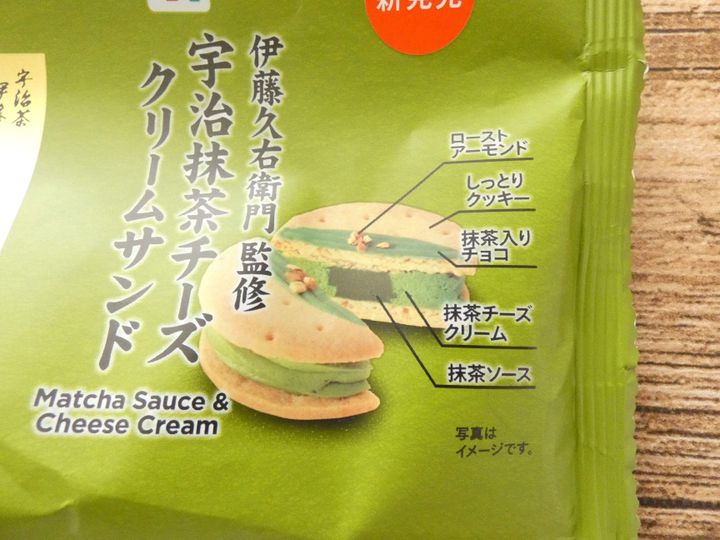 新発売
宇治茶
伊藤久右衛門 監修
宇治抹茶チーズ
クリームサンド
Matcha Sauce &
Cheese Cream
ロースト
アーモンド
しっとり
クッキー
抹茶入り
チョコ
抹茶チーズ
クリーム
抹茶ソース
写真は
イメージです。